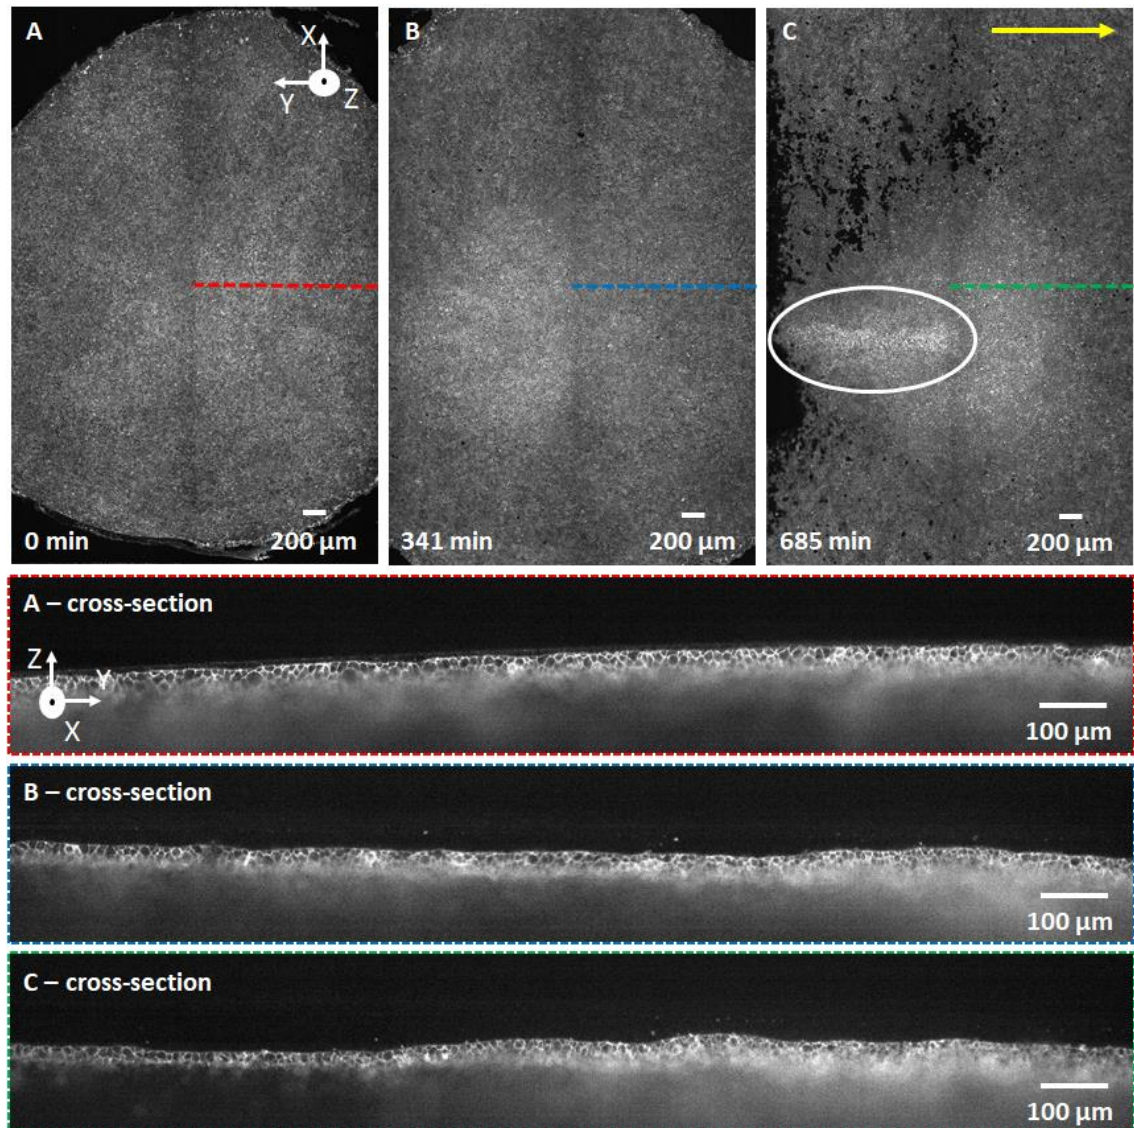 A
X
Y
Z
0 min
200 µm
B
341 min
200 µm
C
685 min
200 µm
A – cross-section
Z
Y
X
100 µm
B – cross-section
100 µm
C – cross-section
100 µm